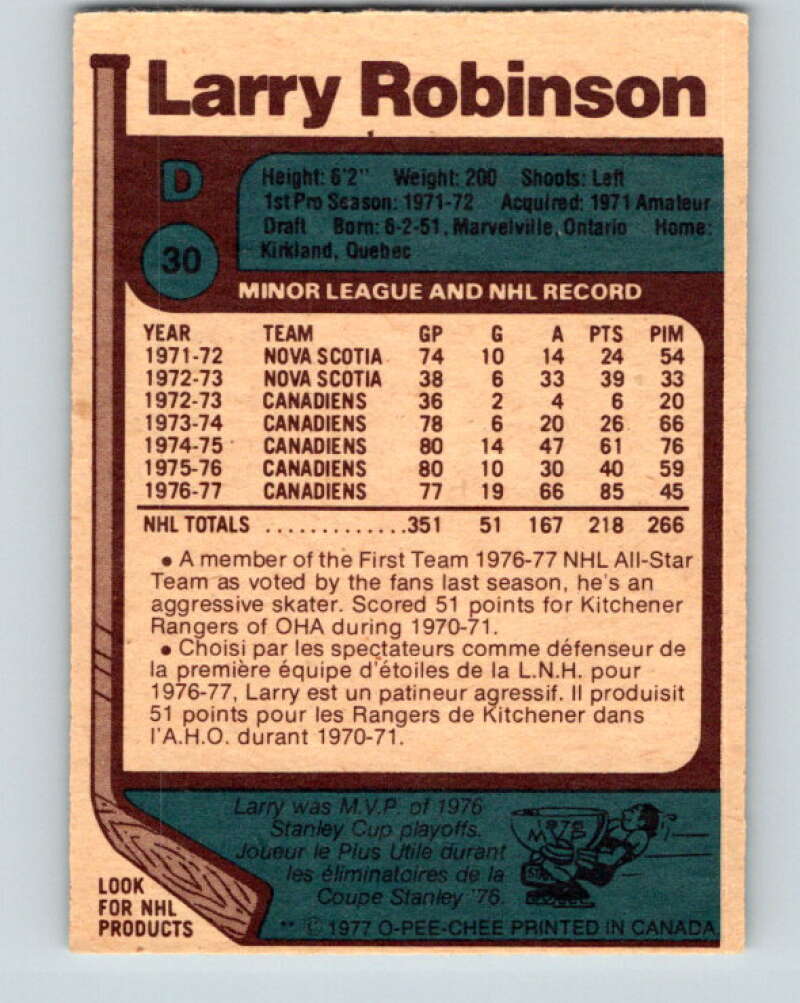 Larry Robinson
D
30
Height: 6'2" Weight: 200 Shoots: Left
1st Pro Season: 1971-72 Acquired: 1971 Amateur
Draft Born: 6-2-51, Marvelville, Ontario Home:
Kirkland, Quebec
MINOR LEAGUE AND NHL RECORD
YEAR TEAM GP G A PTS PIM
1971-72 NOVA SCOTIA 74 10 14 24 54
1972-73 NOVA SCOTIA 38 6 33 39 33
1972-73 CANADIENS 36 2 4 6 20
1973-74 CANADIENS 78 6 20 26 66
1974-75 CANADIENS 80 14 47 61 76
1975-76 CANADIENS 80 10 30 40 59
1976-77 CANADIENS 77 19 66 85 45
NHL TOTALS .............351 51 167 218 266
• A member of the First Team 1976-77 NHL All-Star
Team as voted by the fans last season, he's an
aggressive skater. Scored 51 points for Kitchener
Rangers of OHA during 1970-71.
• Choisi par les spectateurs comme défenseur de
la première équipe d'étoiles de la L.N.H. pour
1976-77, Larry est un patineur agressif. Il produisit
51 points pour les Rangers de Kitchener dans
l'A.H.O. durant 1970-71.
Larry was M.V.P. of 1976
Stanley Cup playoffs.
Joueur le Plus Utile durant
les éliminatoires de la
Coupe Stanley '76.
1976
LOOK
FOR NHL
PRODUCTS
** © 1977 O-PEE-CHEE PRINTED IN CANADA